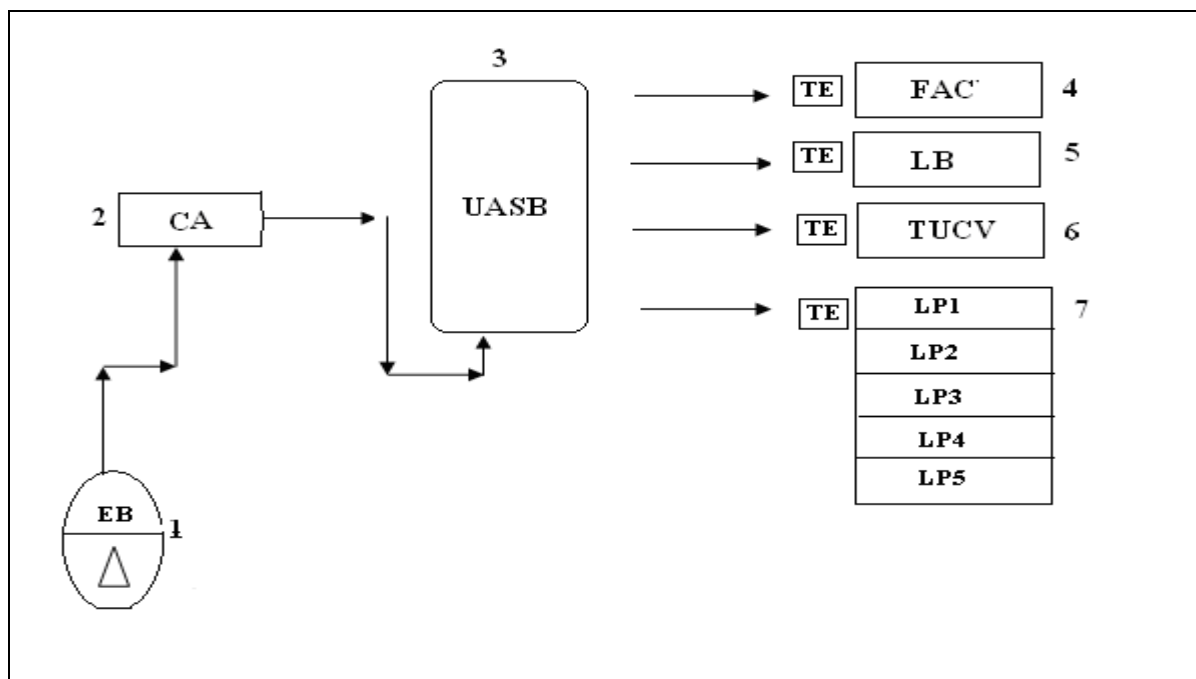 3
TE FAC 4
TE LB 5
UASB
2 CA
TE TUCV 6
TE LP1 7
LP2
LP3
LP4
LP5
EB 1